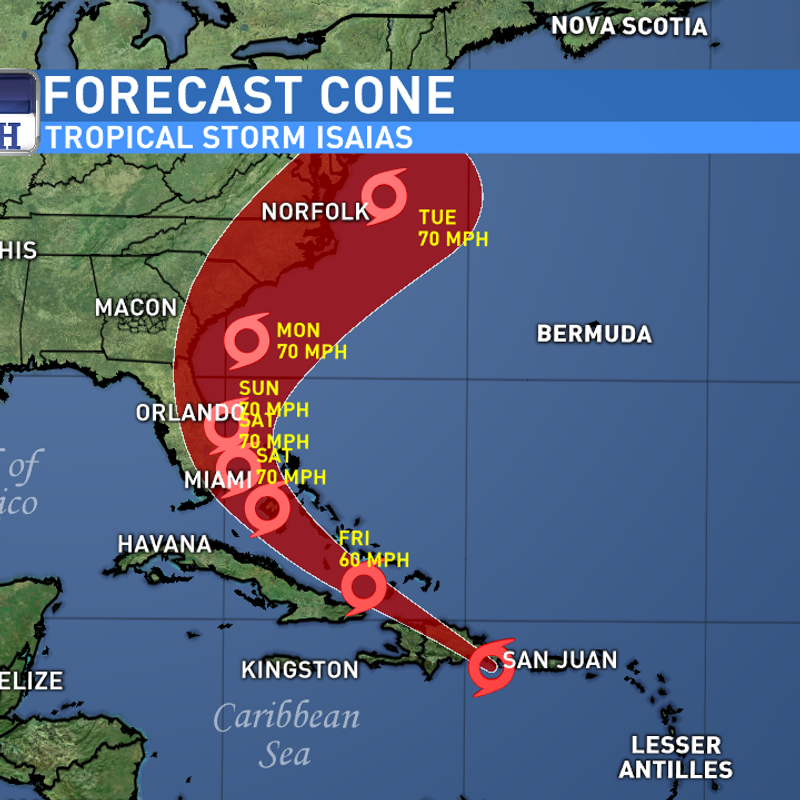 NOVA SCOTIA
H
FORECAST CONE
TROPICAL STORM ISAIAS
NORFOLK
TUE
70 MPH
HIS
MACON
MON
70 MPH
BERMUDA
SUN
70 MPH
ORLANDO
SAT
70 MPH
SAT
70 MPH
MIAMI
of
ico
HAVANA
FRI
60 MPH
SAN JUAN
KINGSTON
ELIZE
Caribbean
Sea
LESSER
ANTILLES